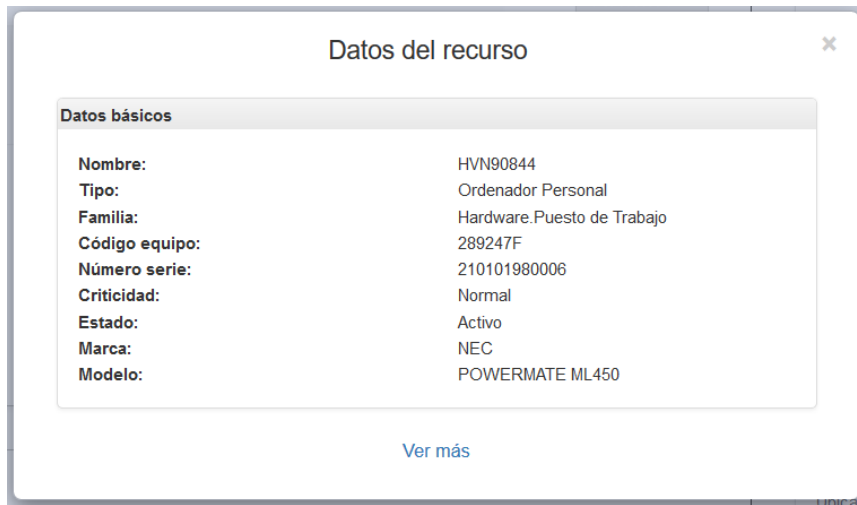 Datos del recurso ×
Datos básicos
Nombre: HVN90844
Tipo: Ordenador Personal
Familia: Hardware.Puesto de Trabajo
Código equipo: 289247F
Número serie: 210101980006
Criticidad: Normal
Estado: Activo
Marca: NEC
Modelo: POWERMATE ML450
Ver más